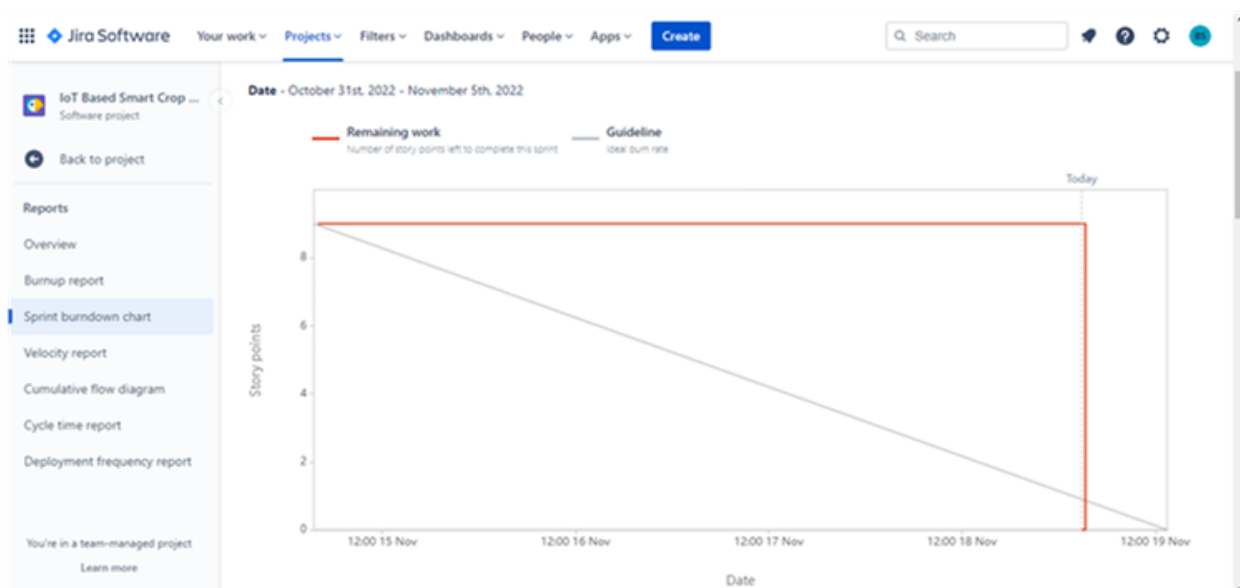 Jira Software Your work Projects Filters Dashboards People Apps Create Search BS
IoT Based Smart Crop ...
Software project
Back to project
Reports
Overview
Burnup report
Sprint burndown chart
Velocity report
Cumulative flow diagram
Cycle time report
Deployment frequency report
You're in a team-managed project
Learn more
Date - October 31st, 2022 - November 5th, 2022
Remaining work
Number of story points left to complete this sprint
Guideline
Ideal burn rate
Today
Story points
8
6
4
2
0
12:00 15 Nov 12:00 16 Nov 12:00 17 Nov 12:00 18 Nov 12:00 19 Nov
Date